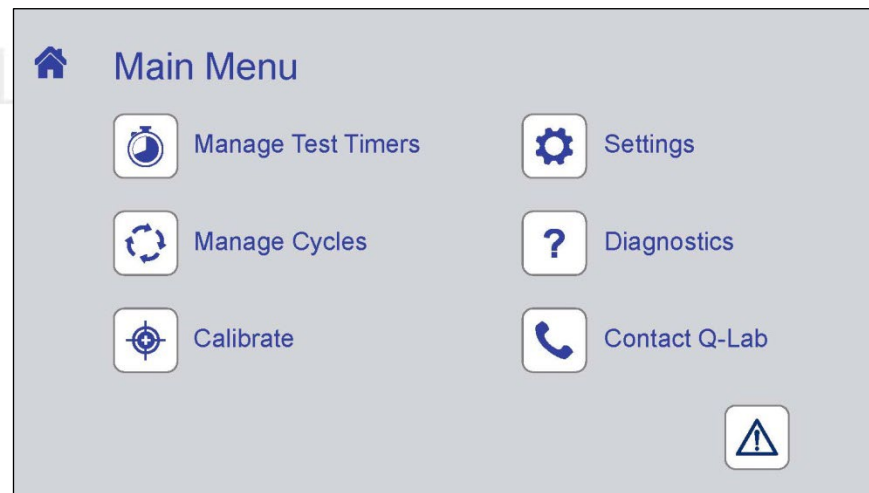 Main Menu
Manage Test Timers
Settings
Manage Cycles
?
Diagnostics
Calibrate
Contact Q-Lab